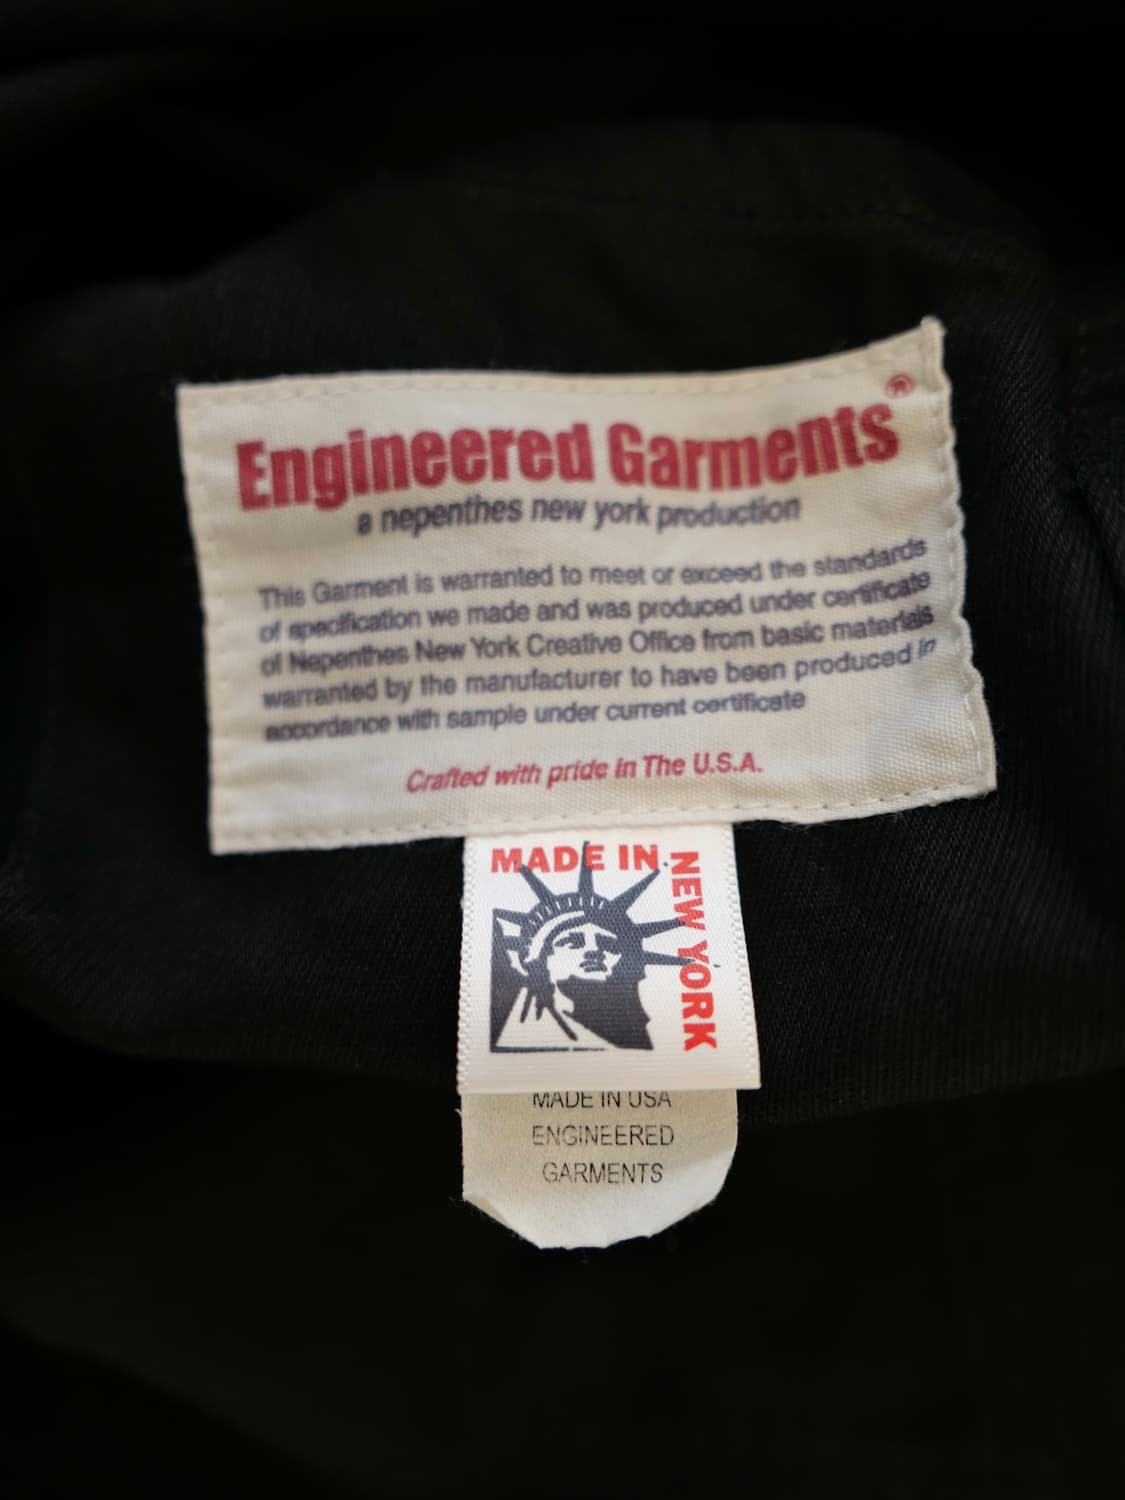 Engineered Garments®
a nepenthes new york production
This Garment is warranted to meet or exceed the standards
of specification we made and was produced under certificate
of Nepenthes New York Creative Office from basic materials
warranted by the manufacturer to have been produced in
accordance with sample under current certificate
Crafted with pride in The U.S.A.
MADE IN
NEW YORK
MADE IN USA
ENGINEERED
GARMENTS